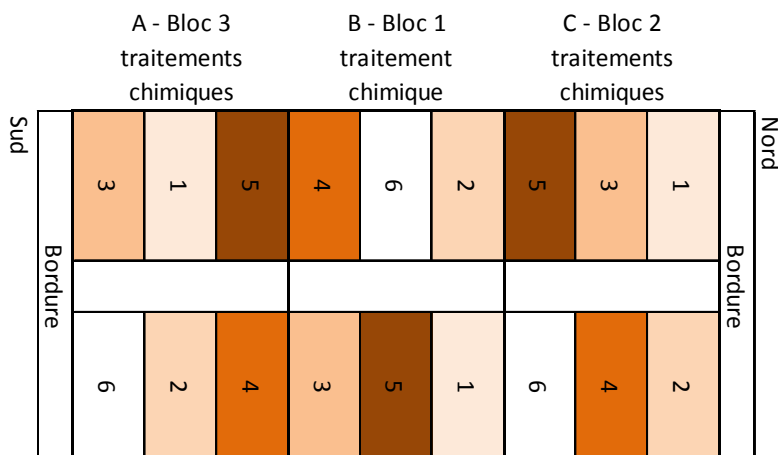 A - Bloc 3
traitements
chimiques
B - Bloc 1
traitement
chimique
C - Bloc 2
traitements
chimiques
Sud
Nord
Bordure
3 1 5 4 6 2 5 3 1
Bordure
6 2 4 3 5 1 6 4 2